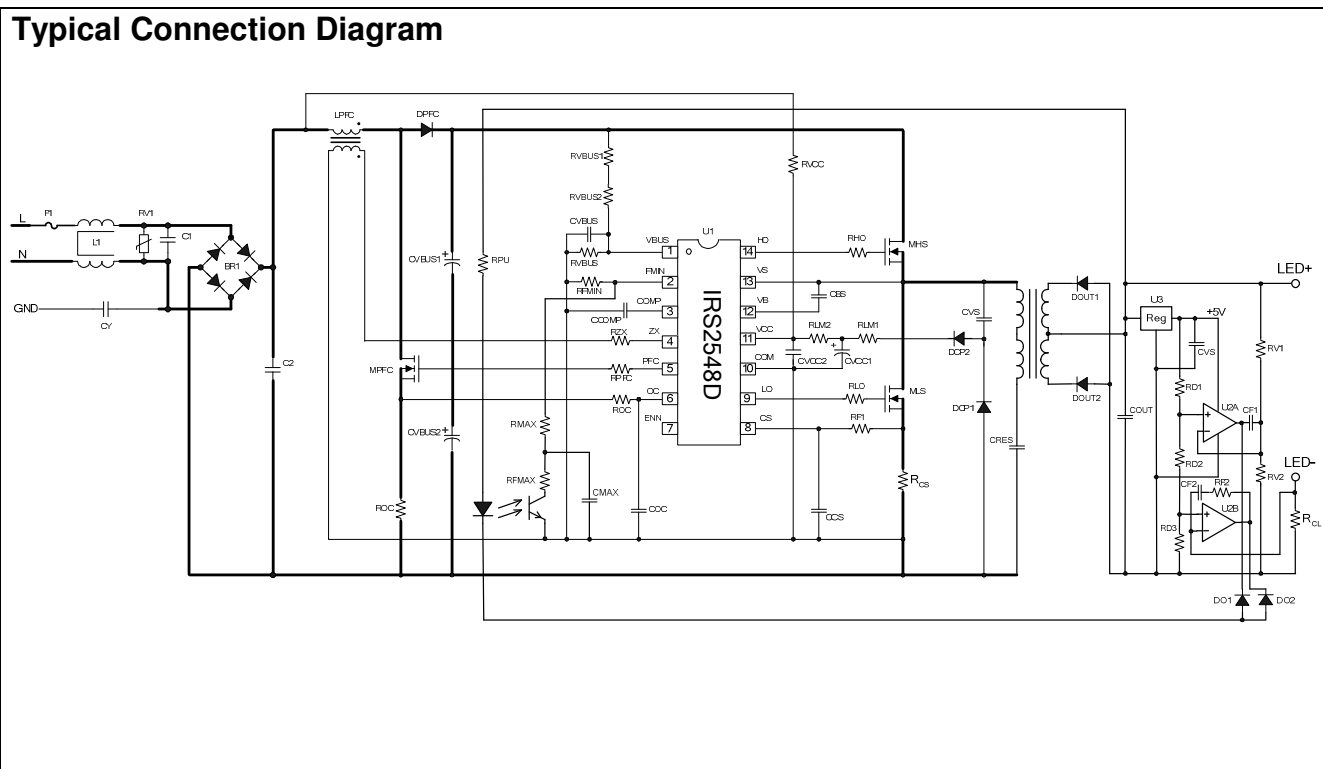 Typical Connection Diagram
LPFC
DPFC
RVBUS1
RVCC
RVBUS2
L
F1
RV1
C1
L1
N
BR1
GND
CY
C2
CVBUS1
+
RPU
CVBUS
VBUS
RVBUS
FMIN
RFMIN
COMP
CCOMP
ZX
RZX
PFC
RPFC
OC
ROC
ENN
U1
IRS2548D
1
2
3
4
5
6
7
14
13
12
11
10
9
8
HO
VS
VB
VCC
COM
LO
CS
RHO
MHS
CBS
RLM2
RLM1
CVCC2
+
CVCC1
DCP2
CVS
RLO
MLS
RF1
DCP1
CRES
MPFC
CVBUS2
+
RMAX
RFMAX
CMAX
COC
ROC
CCS
RCS
DOUT1
DOUT2
LED+
U3
Reg
+5V
CVS
RV1
RD1
COUT
U2A
+
−
CF1
RD2
RV2
LED-
CF2
RF2
U2B
+
−
RD3
RCL
DO1
DO2